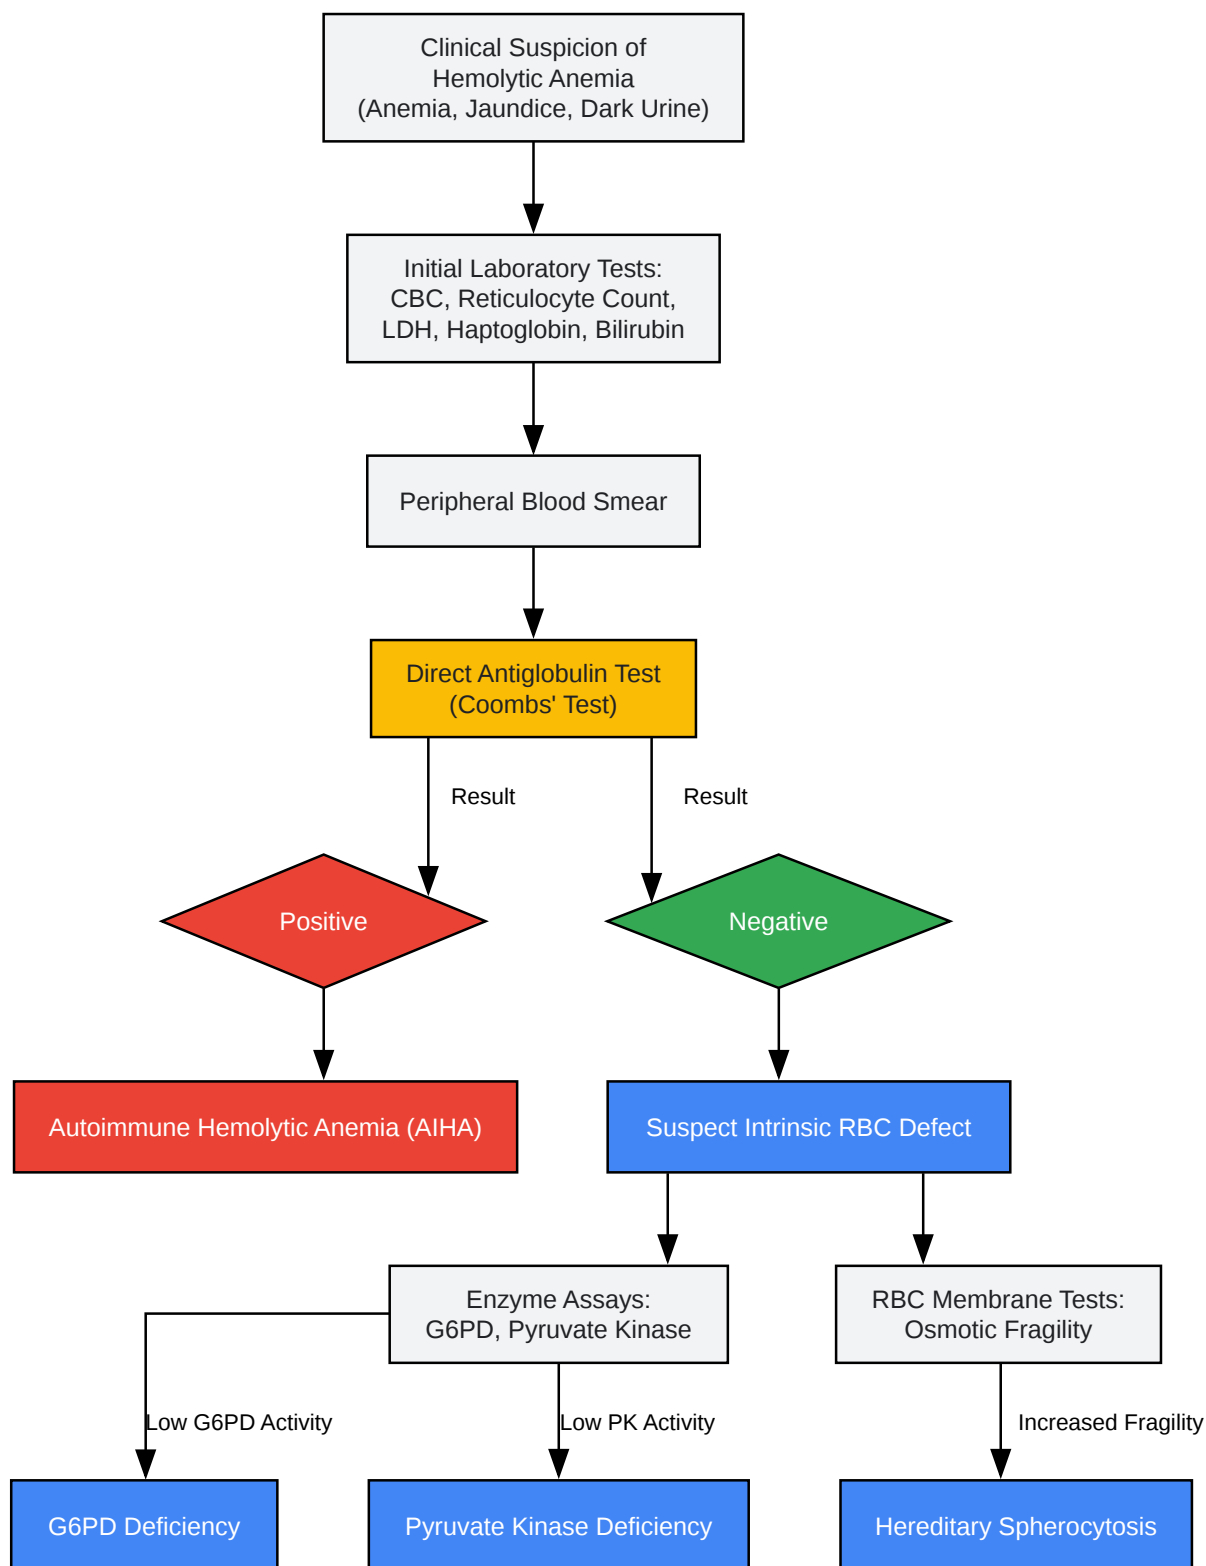 Clinical Suspicion of
Hemolytic Anemia
(Anemia, Jaundice, Dark Urine)
Initial Laboratory Tests:
CBC, Reticulocyte Count,
LDH, Haptoglobin, Bilirubin
Peripheral Blood Smear
Direct Antiglobulin Test
(Coombs' Test)
Result
Result
Positive
Negative
Autoimmune Hemolytic Anemia (AIHA)
Suspect Intrinsic RBC Defect
Enzyme Assays:
G6PD, Pyruvate Kinase
RBC Membrane Tests:
Osmotic Fragility
Low G6PD Activity
Low PK Activity
Increased Fragility
G6PD Deficiency
Pyruvate Kinase Deficiency
Hereditary Spherocytosis